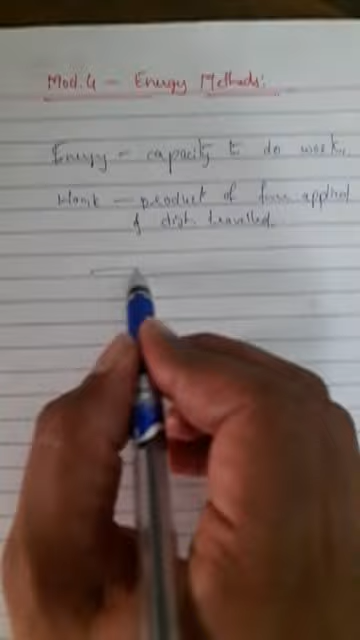 Mod.4 - Energy Methods:
Energy - capacity to do work.
Work - product of force applied
& dist. travelled.